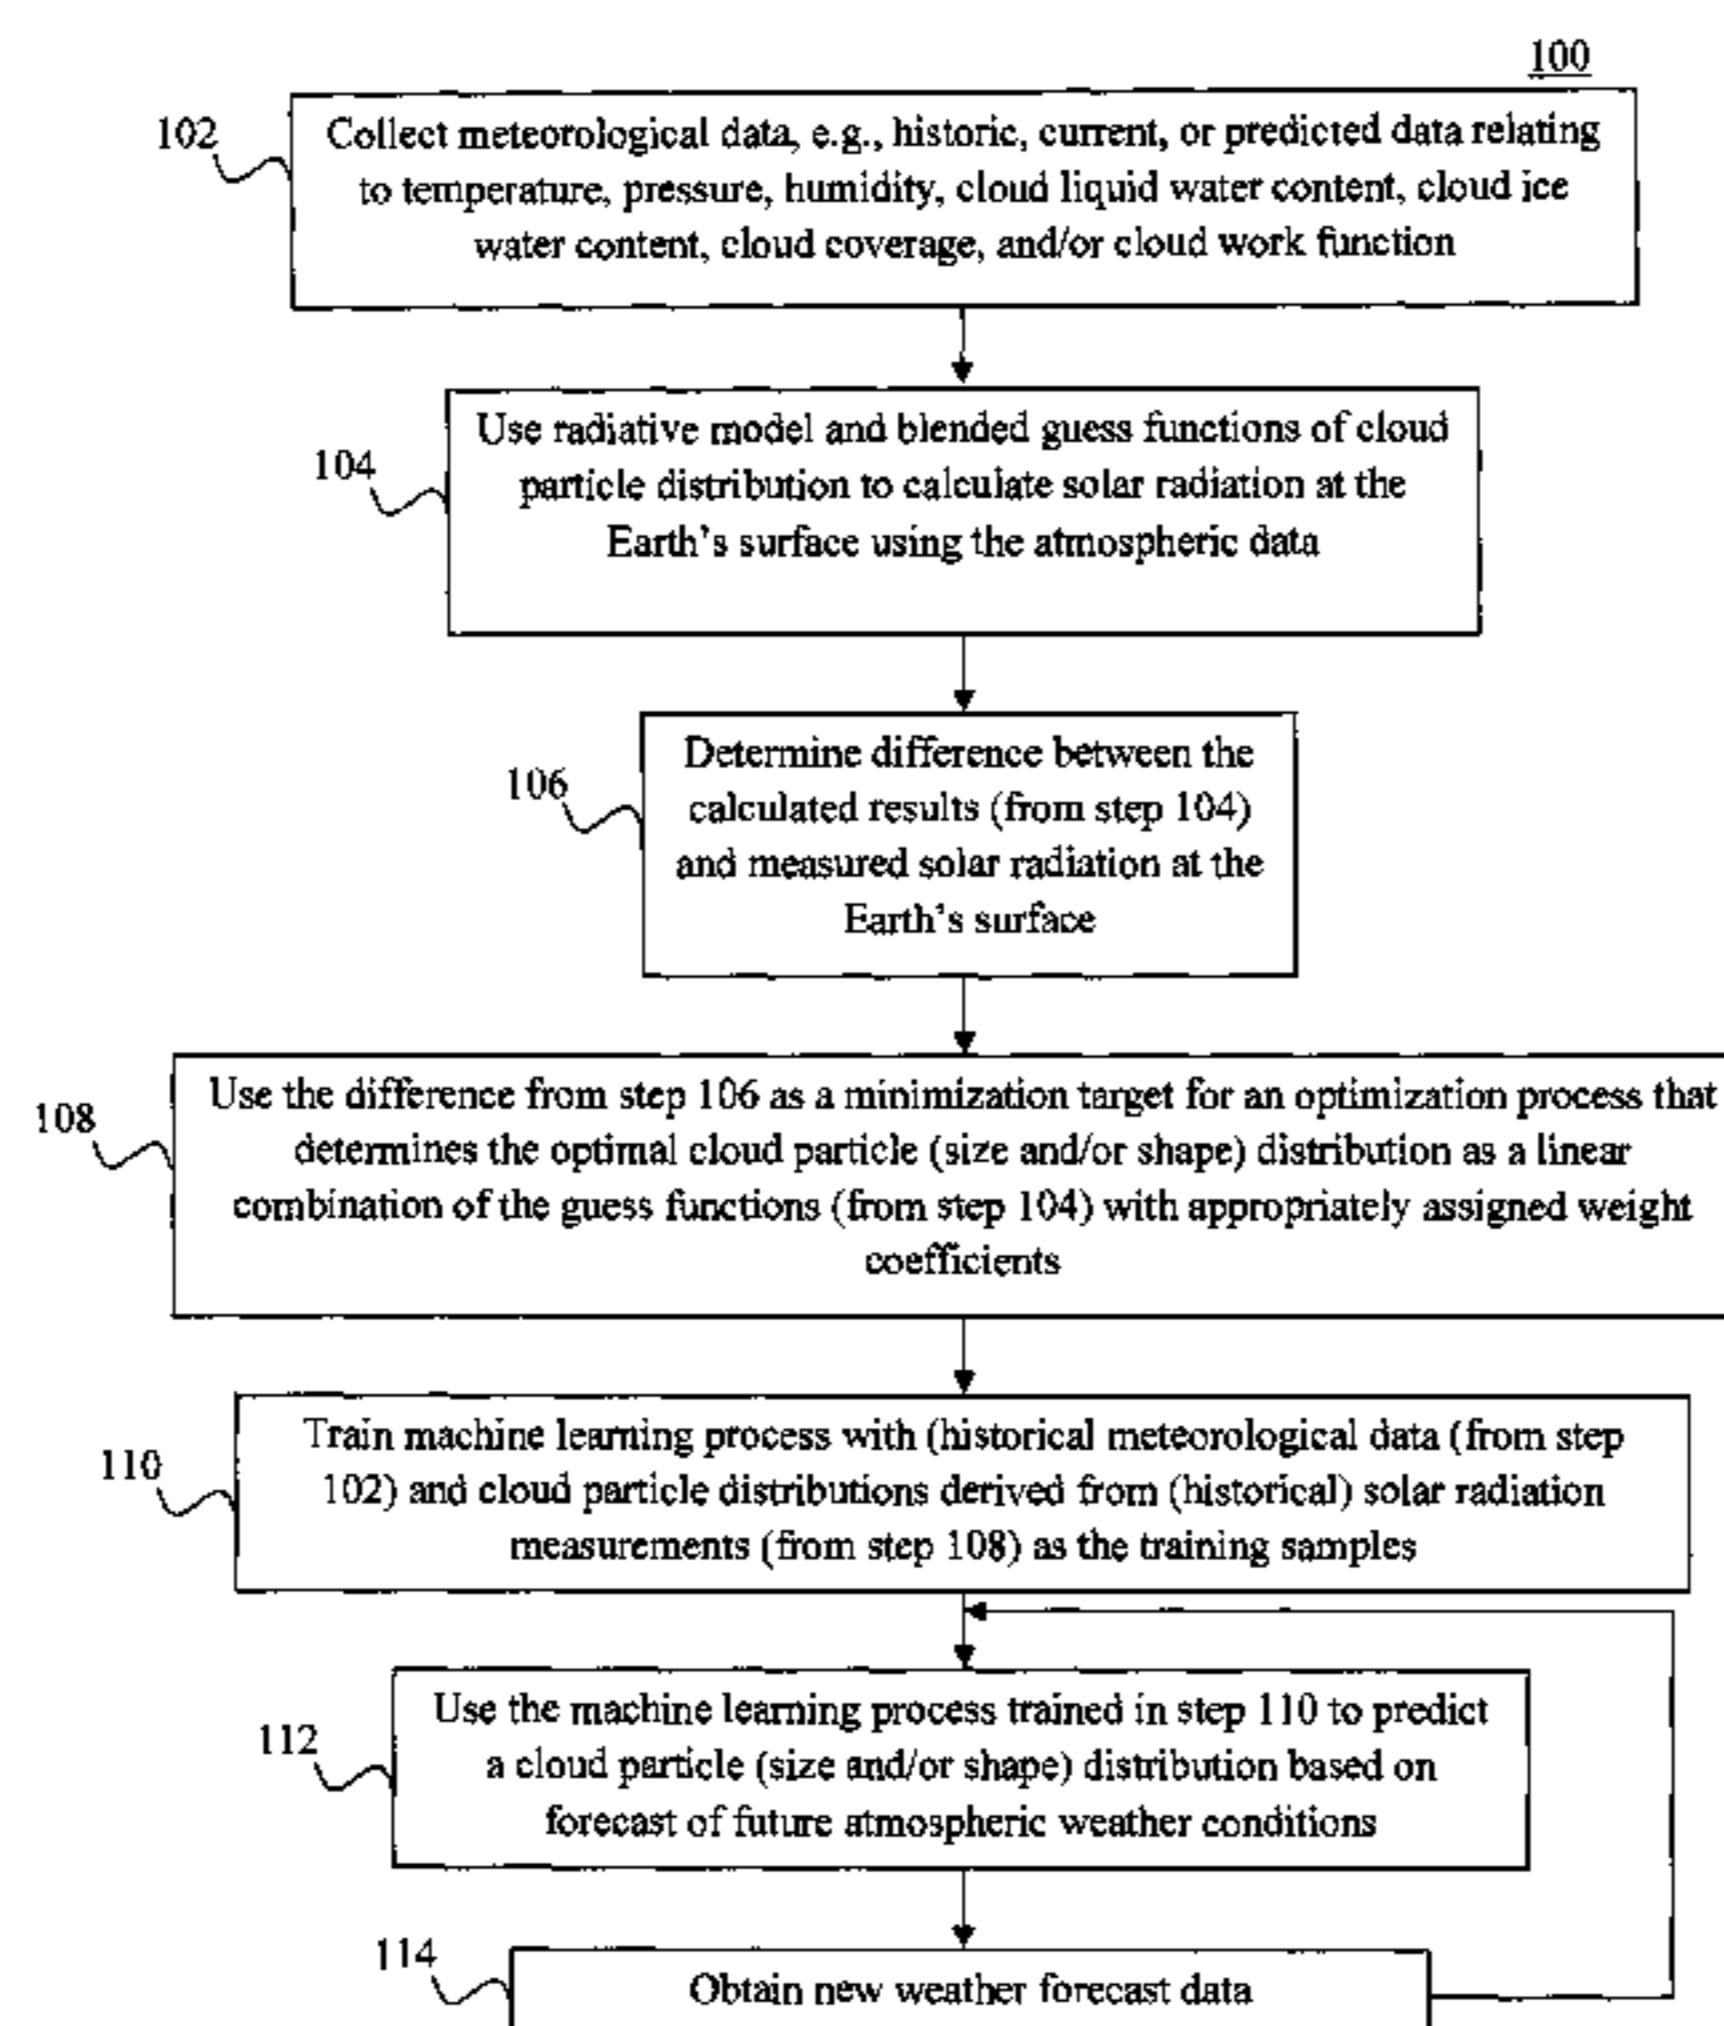 100
102
Collect meteorological data, e.g., historic, current, or predicted data relating
to temperature, pressure, humidity, cloud liquid water content, cloud ice
water content, cloud coverage, and/or cloud work function
104
Use radiative model and blended guess functions of cloud
particle distribution to calculate solar radiation at the
Earth's surface using the atmospheric data
106
Determine difference between the
calculated results (from step 104)
and measured solar radiation at the
Earth's surface
108
Use the difference from step 106 as a minimization target for an optimization process that
determines the optimal cloud particle (size and/or shape) distribution as a linear
combination of the guess functions (from step 104) with appropriately assigned weight
coefficients
110
Train machine learning process with (historical meteorological data (from step
102) and cloud particle distributions derived from (historical) solar radiation
measurements (from step 108) as the training samples
112
Use the machine learning process trained in step 110 to predict
a cloud particle (size and/or shape) distribution based on
forecast of future atmospheric weather conditions
114
Obtain new weather forecast data